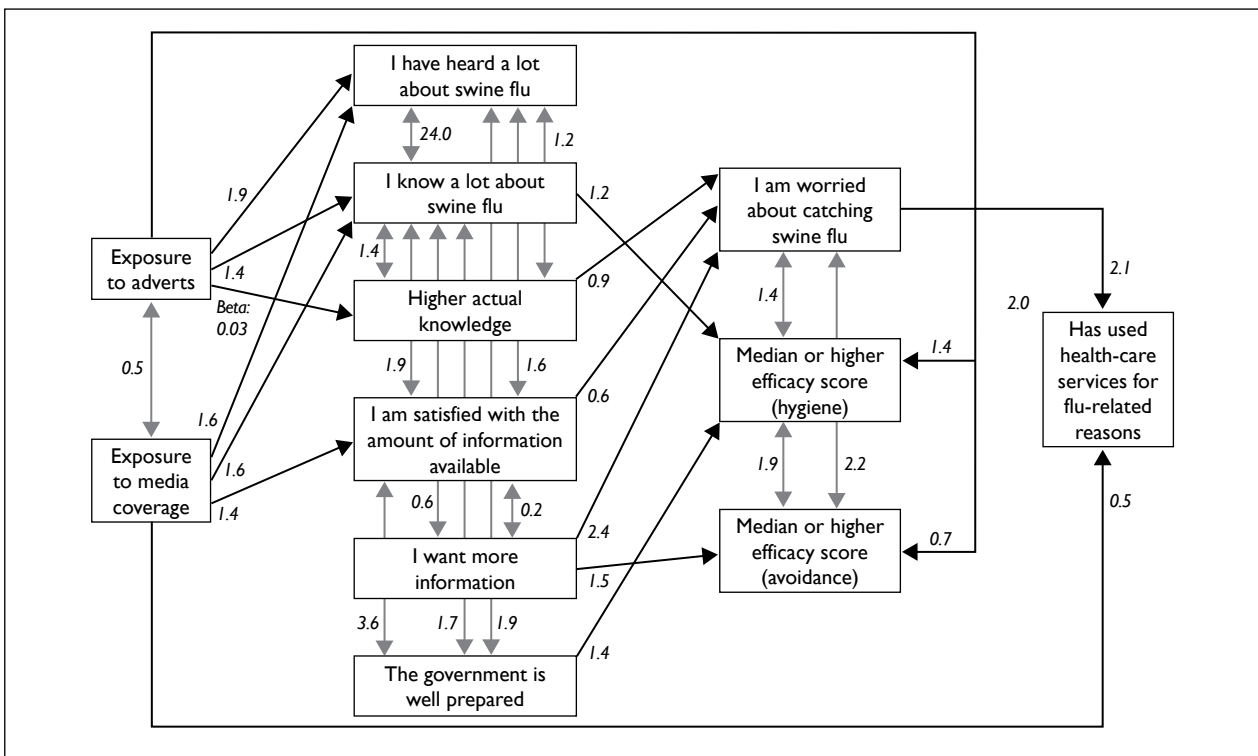 I have heard a lot
about swine flu
24.0
1.2
I know a lot about
swine flu
1.2
I am worried
about catching
swine flu
1.9
Exposure
to adverts
1.4
1.4
Beta:
0.03
Higher actual
knowledge
0.9
1.4
2.1
2.0
Has used
health-care
services for
flu-related
reasons
0.5
1.9
1.6
Median or higher
efficacy score
(hygiene)
1.4
I am satisfied with the
amount of information
available
0.6
1.6
Exposure
to media
coverage
1.6
1.4
0.6
0.2
1.9
2.2
0.5
I want more
information
2.4
1.5
Median or higher
efficacy score
(avoidance)
0.7
3.6
1.7
1.9
The government is
well prepared
1.4